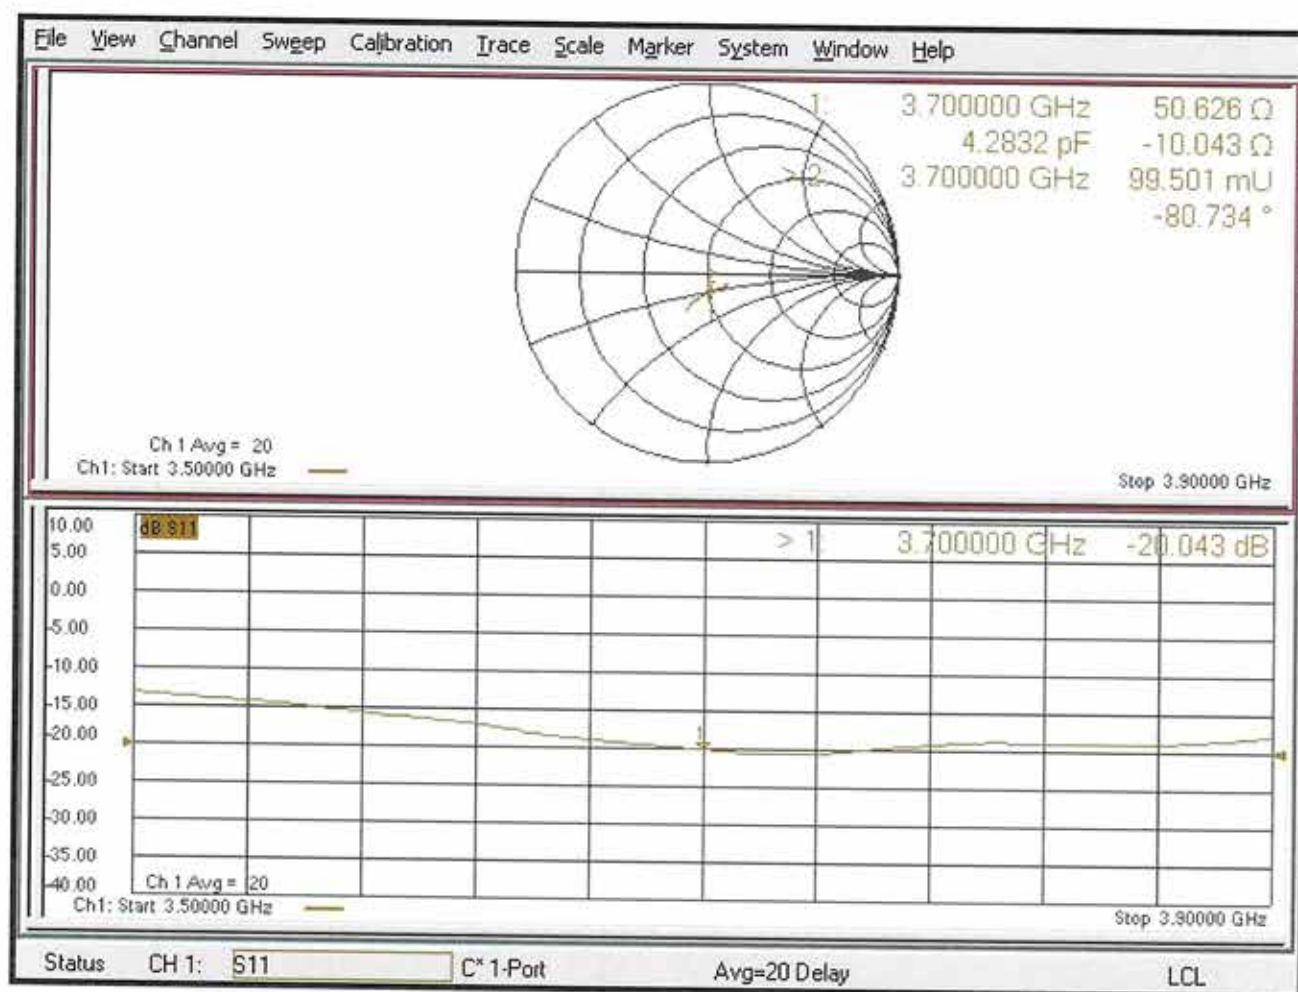 File View Channel Sweep Calibration Trace Scale Marker System Window Help
1: 3.700000 GHz 50.626 Ω
4.2832 pF -10.043 Ω
> 2: 3.700000 GHz 99.501 mU
-80.734 °
Ch 1 Avg = 20
Ch1: Start 3.50000 GHz
Stop 3.90000 GHz
10.00
dB S11
> 1: 3.700000 GHz -20.043 dB
5.00
0.00
-5.00
-10.00
-15.00
-20.00
1
-25.00
-30.00
-35.00
-40.00
Ch 1 Avg = 20
Ch1: Start 3.50000 GHz
Stop 3.90000 GHz
Status CH 1: S11 C* 1-Port Avg=20 Delay LCL